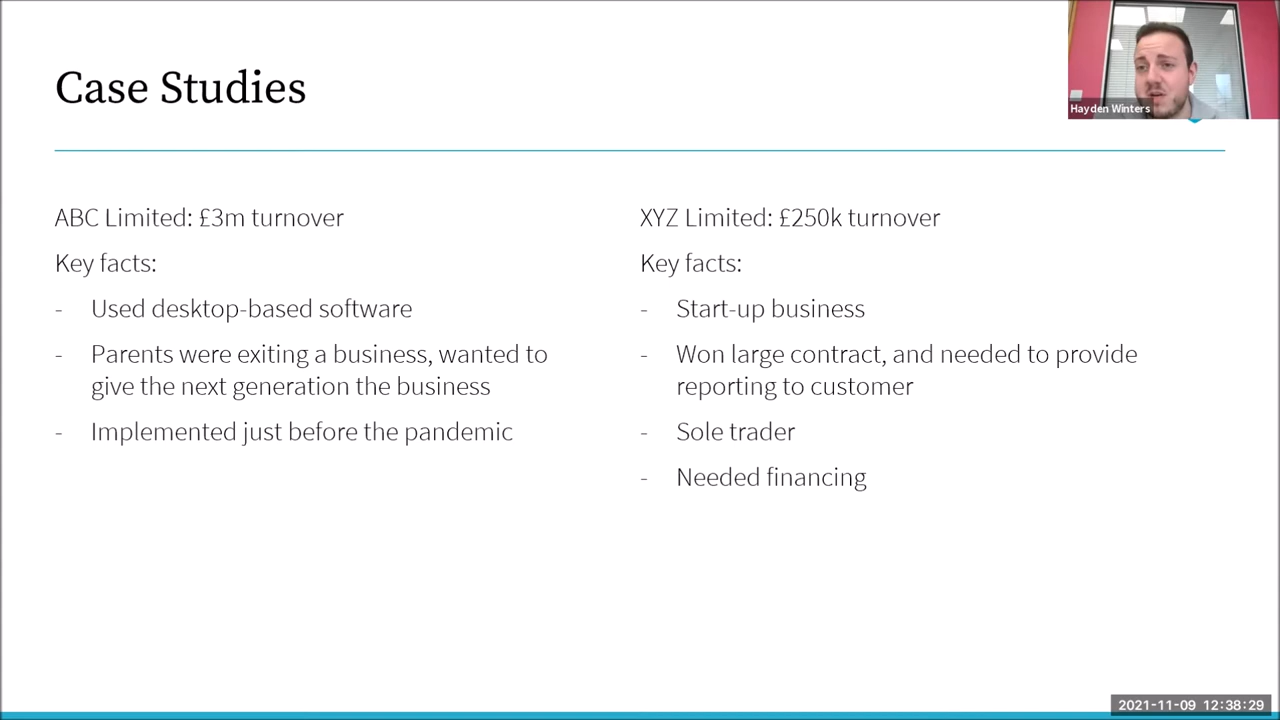 Case Studies
Hayden Winters
ABC Limited: £3m turnover
Key facts:
- Used desktop-based software
- Parents were exiting a business, wanted to
give the next generation the business
- Implemented just before the pandemic
XYZ Limited: £250k turnover
Key facts:
- Start-up business
- Won large contract, and needed to provide
reporting to customer
- Sole trader
- Needed financing
2021-11-09 12:38:29